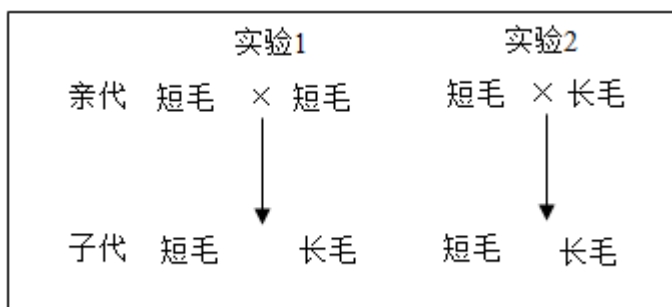 实验1 实验2
亲代 短毛 × 短毛 短毛 × 长毛
子代 短毛 长毛 短毛 长毛